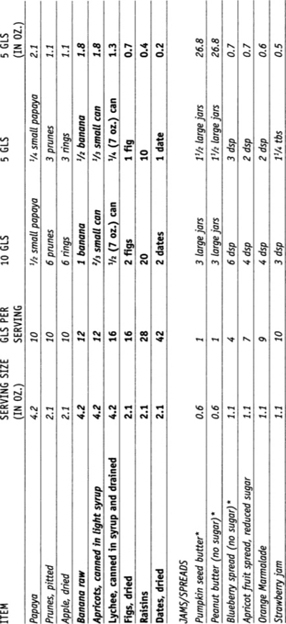 ITEM SERVING SIZE (IN OZ.) GLS PER SERVING 10 GLS 5 GLS 5 GLS (IN OZ.)
Papaya 4.2 10 1/2 small papaya 1/4 small papaya 2.1
Prunes, pitted 2.1 10 6 prunes 3 prunes 1.1
Apple, dried 2.1 10 6 rings 3 rings 1.1
Banana raw 4.2 12 1 banana 1/2 banana 1.8
Apricots, canned in light syrup 4.2 12 2/3 small can 1/3 small can 1.8
Lychee, canned in syrup and drained 4.2 16 1/2 (7 oz.) can 1/4 (7 oz.) can 1.3
Figs, dried 2.1 16 2 figs 1 fig 0.7
Raisins 2.1 28 20 10 0.4
Dates, dried 2.1 42 2 dates 1 date 0.2
JAMS/SPREADS
Pumpkin seed butter* 0.6 1 3 large jars 1 1/2 large jars 26.8
Peanut butter (no sugar)* 0.6 1 3 large jars 1 1/2 large jars 26.8
Blueberry spread (no sugar)* 1.1 4 6 dsp 3 dsp 0.7
Apricot fruit spread, reduced sugar 1.1 7 4 dsp 2 dsp 0.7
Orange Marmalade 1.1 9 4 dsp 2 dsp 0.6
Strawberry jam 1.1 10 3 dsp 1 1/4 tbs 0.5